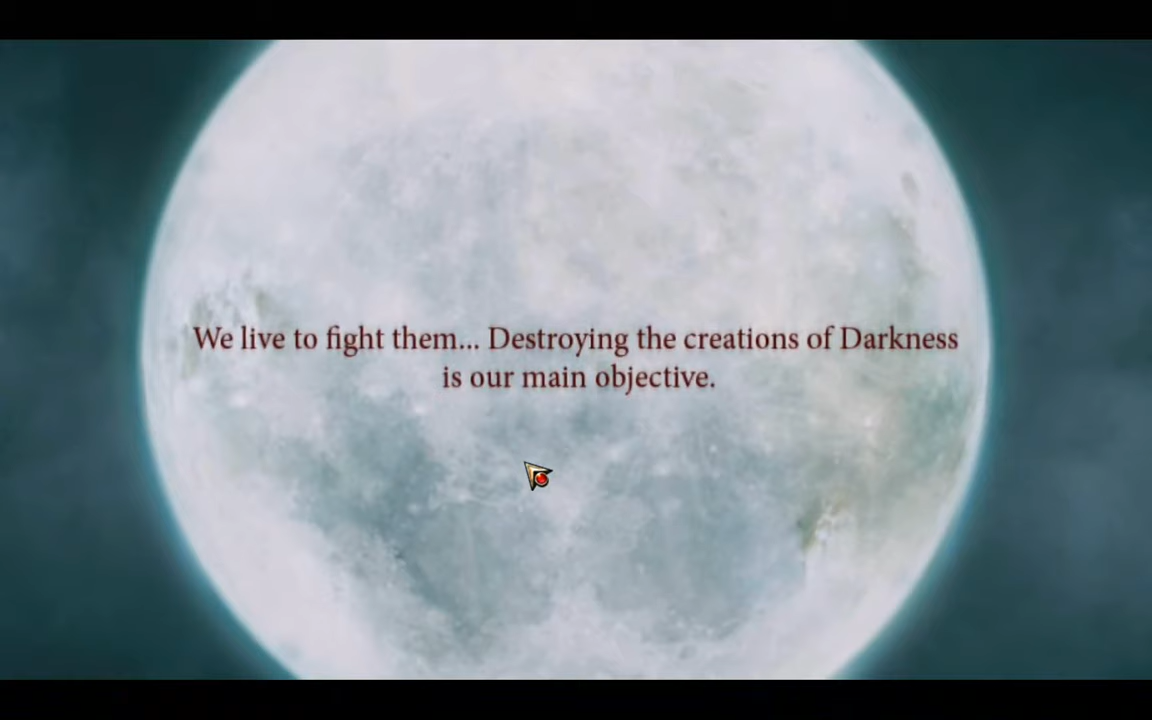 We live to fight them... Destroying the creations of Darkness
is our main objective.